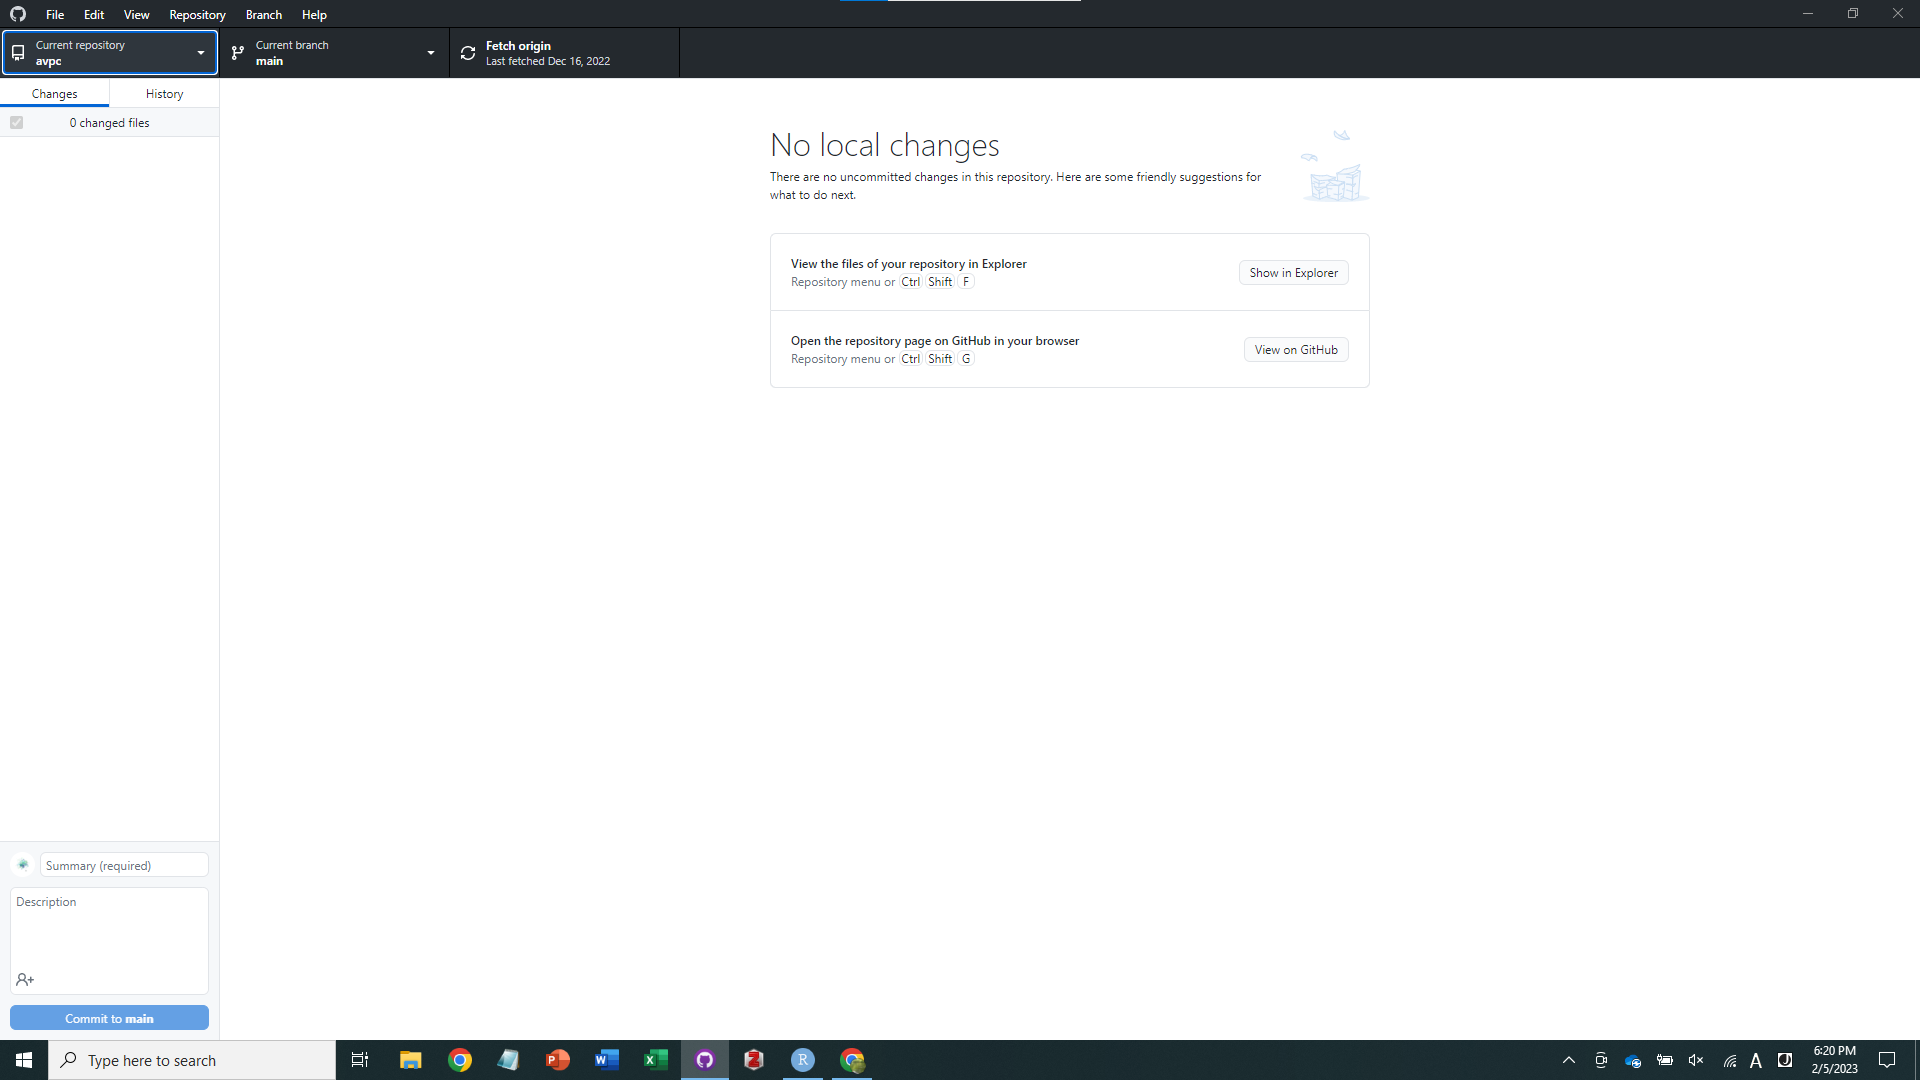 File Edit View Repository Branch Help
Current repository
avpc
Current branch
main
Fetch origin
Last fetched Dec 16, 2022
Changes History
0 changed files
No local changes
There are no uncommitted changes in this repository. Here are some friendly suggestions for
what to do next.
View the files of your repository in Explorer
Repository menu or Ctrl Shift F
Show in Explorer
Open the repository page on GitHub in your browser
Repository menu or Ctrl Shift G
View on GitHub
Summary (required)
Description
Commit to main
Type here to search
P
W
X
Z
R
A
J
6:20 PM
2/5/2023